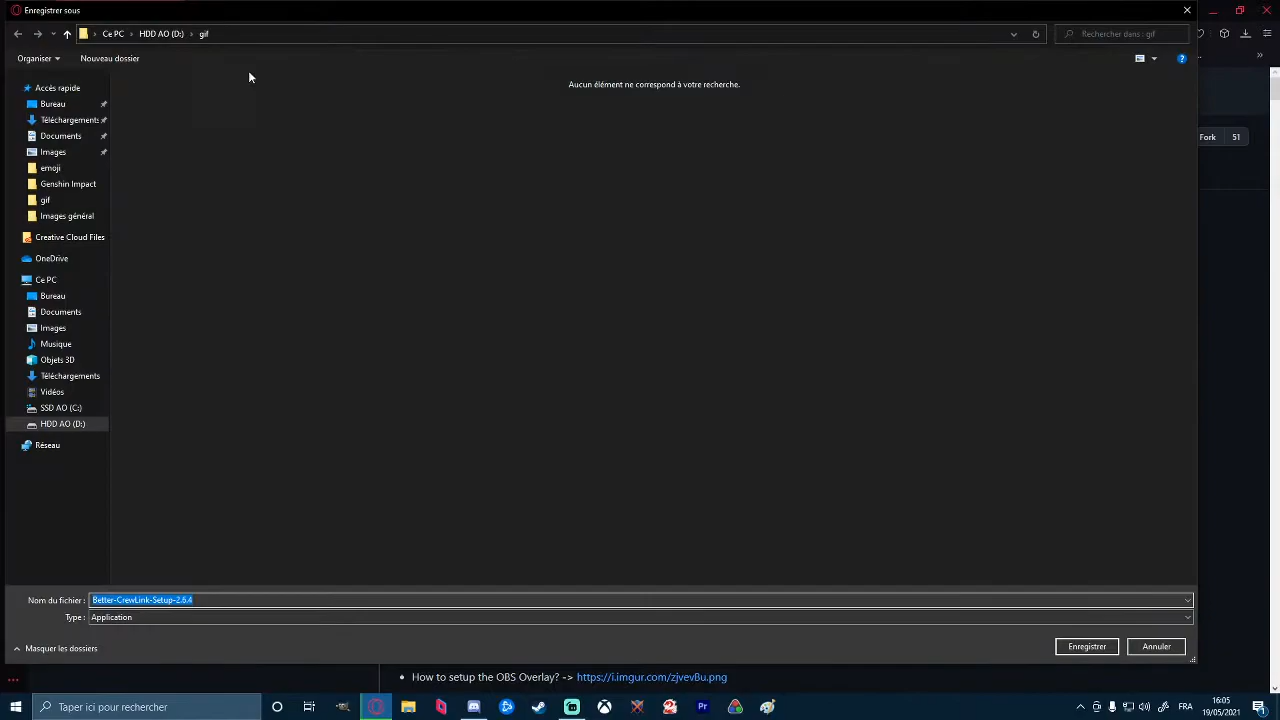 Enregistrer sous
Ce PC
HDD AO (D:)
gif
Rechercher dans : gif
Organiser
Nouveau dossier
Aucun élément ne correspond à votre recherche.
Accès rapide
Bureau
Téléchargements
Documents
Images
emoji
Genshin Impact
gif
Images général
Creative Cloud Files
OneDrive
Ce PC
Bureau
Documents
Images
Musique
Objets 3D
Téléchargements
Vidéos
SSD AO (C:)
HDD AO (D:)
Réseau
Fork
51
Nom du fichier :
Better-CrewLink-Setup-2.6.4
Type :
Application
Masquer les dossiers
Enregistrer
Annuler
How to setup the OBS Overlay? -> https://i.imgur.com/zjvevBu.png
Taper ici pour rechercher
FRA
16:05
19/05/2021
1